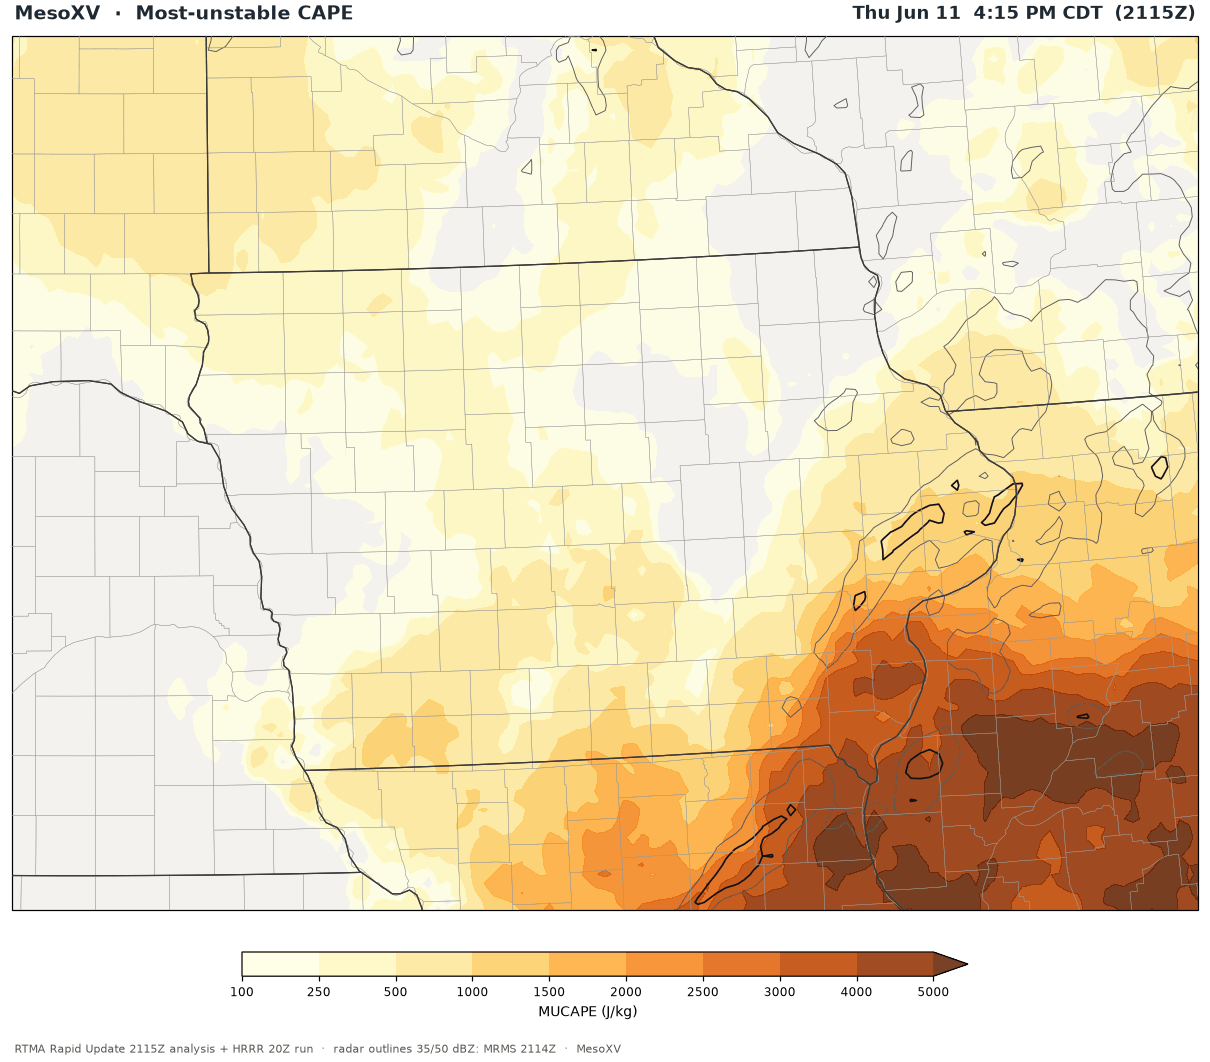 MesoXV · Most-unstable CAPE
Thu Jun 11 4:15 PM CDT (2115Z)
100 250 500 1000 1500 2000 2500 3000 4000 5000
MUCAPE (J/kg)
RTMA Rapid Update 2115Z analysis + HRRR 20Z run · radar outlines 35/50 dBZ: MRMS 2114Z · MesoXV